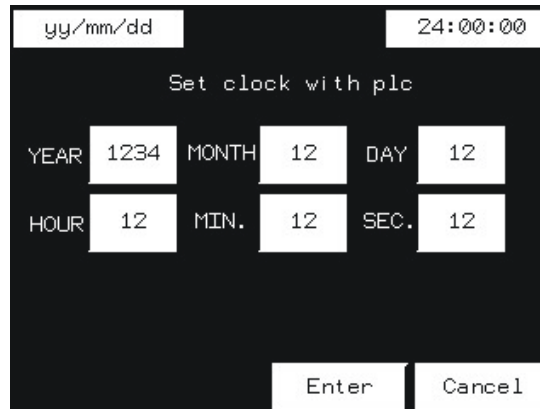 yy/mm/dd 24:00:00
Set clock with plc
YEAR 1234 MONTH 12 DAY 12
HOUR 12 MIN. 12 SEC. 12
Enter Cancel